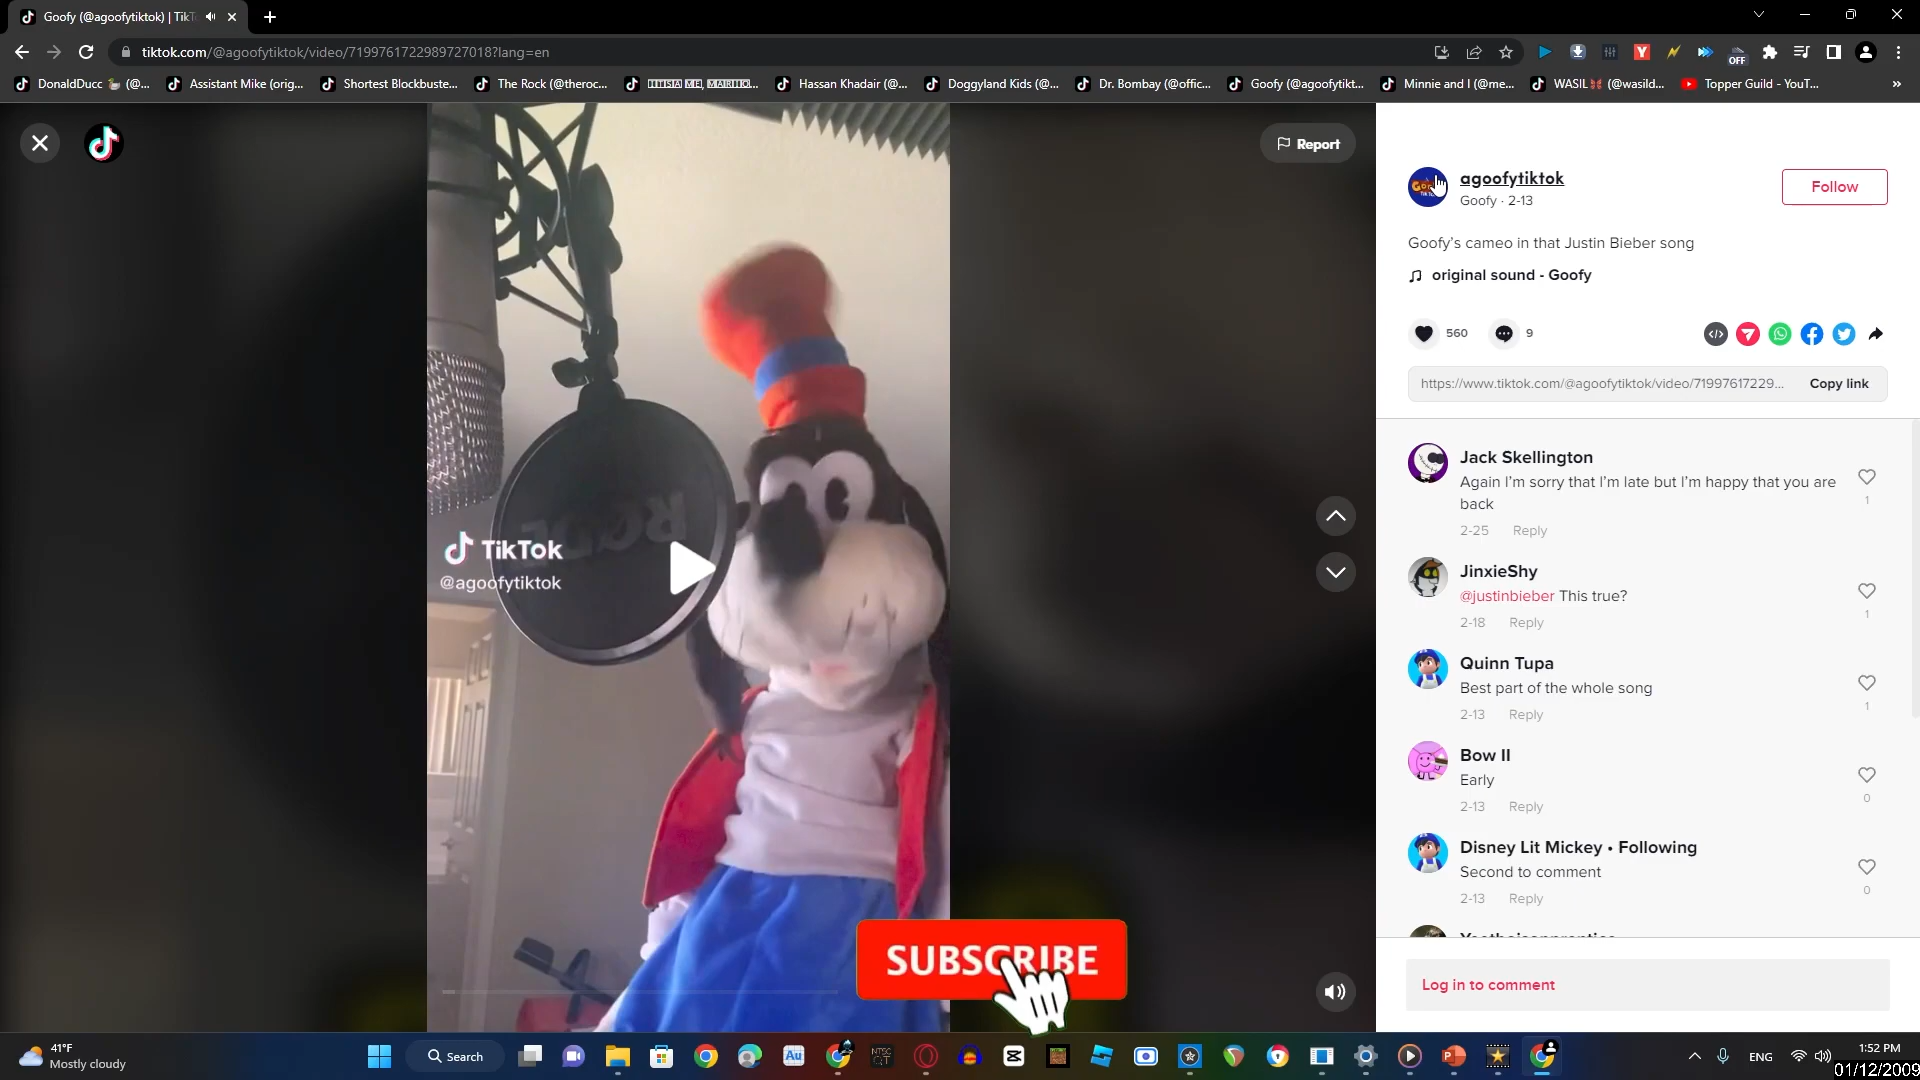 Goofy (@agoofytiktok) | TikT
tiktok.com/@agoofytiktok/video/7199761722989727018?lang=en
OFF
DonaldDucc 🦆 (@...
Assistant Mike (orig...
Shortest Blockbuste...
The Rock (@theroc...
Hassan Khadair (@...
Doggyland Kids (@...
Dr. Bombay (@offic...
Goofy (@agoofytikt...
Minnie and I (@me...
WASIL (@wasild...
Topper Guild - YouT...
»
Report
RODE
TikTok
@agoofytiktok
SUBSCRIBE
agoofytiktok
Goofy · 2-13
Follow
Goofy's cameo in that Justin Bieber song
original sound - Goofy
560
9
https://www.tiktok.com/@agoofytiktok/video/71997617229...
Copy link
Jack Skellington
Again I'm sorry that I'm late but I'm happy that you are
back
1
2-25 Reply
JinxieShy
@justinbieber This true?
1
2-18 Reply
Quinn Tupa
Best part of the whole song
1
2-13 Reply
Bow II
Early
0
2-13 Reply
Disney Lit Mickey • Following
Second to comment
0
2-13 Reply
Log in to comment
41°F
Mostly cloudy
Search
Au
NTSC
QT
ENG
1:52 PM
01/12/2009